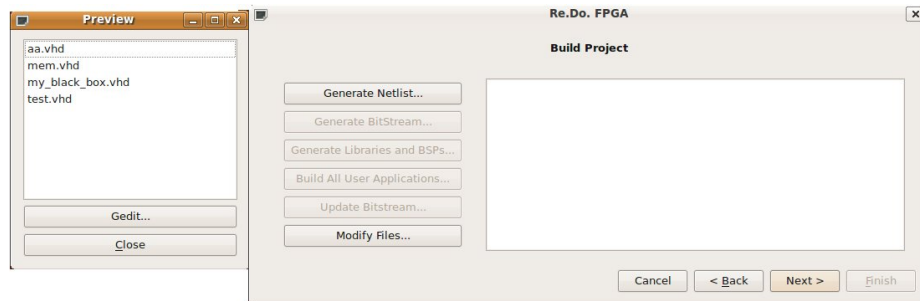 Preview
aa.vhd
mem.vhd
my_black_box.vhd
test.vhd
Gedit...
Close
Re.Do. FPGA
Build Project
Generate Netlist...
Generate BitStream...
Generate Libraries and BSPs...
Build All User Applications...
Update Bitstream...
Modify Files...
Cancel
< Back
Next >
Finish